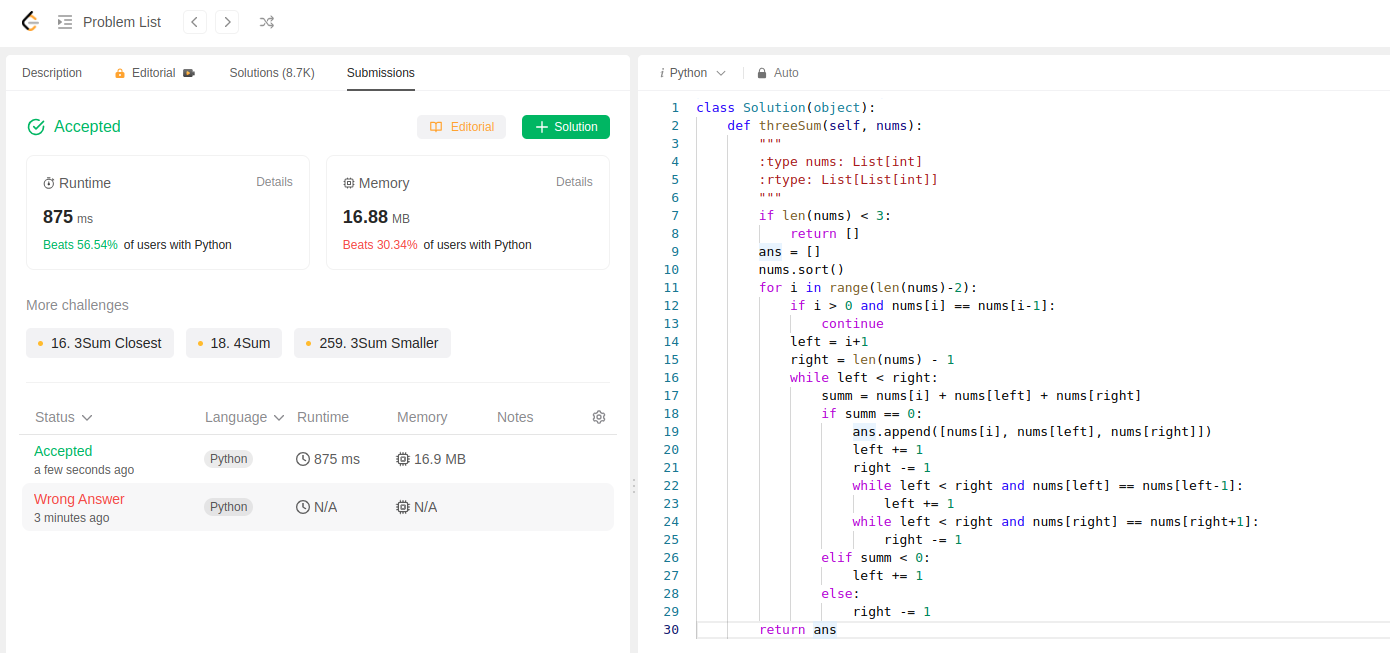 Problem List
Description Editorial Solutions (8.7K) Submissions
Accepted Editorial Solution
Runtime Details
875 ms
Beats 56.54% of users with Python
Memory Details
16.88 MB
Beats 30.34% of users with Python
More challenges
16. 3Sum Closest 18. 4Sum 259. 3Sum Smaller
Status Language Runtime Memory Notes
Accepted
a few seconds ago
Python 875 ms 16.9 MB
Wrong Answer
3 minutes ago
Python N/A N/A
i Python Auto
1 class Solution(object):
2     def threeSum(self, nums):
3         """
4         :type nums: List[int]
5         :rtype: List[List[int]]
6         """
7         if len(nums) < 3:
8             return []
9         ans = []
10         nums.sort()
11         for i in range(len(nums)-2):
12             if i > 0 and nums[i] == nums[i-1]:
13                 continue
14             left = i+1
15             right = len(nums) - 1
16             while left < right:
17                 summ = nums[i] + nums[left] + nums[right]
18                 if summ == 0:
19                     ans.append([nums[i], nums[left], nums[right]])
20                     left += 1
21                     right -= 1
22                     while left < right and nums[left] == nums[left-1]:
23                         left += 1
24                     while left < right and nums[right] == nums[right+1]:
25                         right -= 1
26                 elif summ < 0:
27                     left += 1
28                 else:
29                     right -= 1
30         return ans